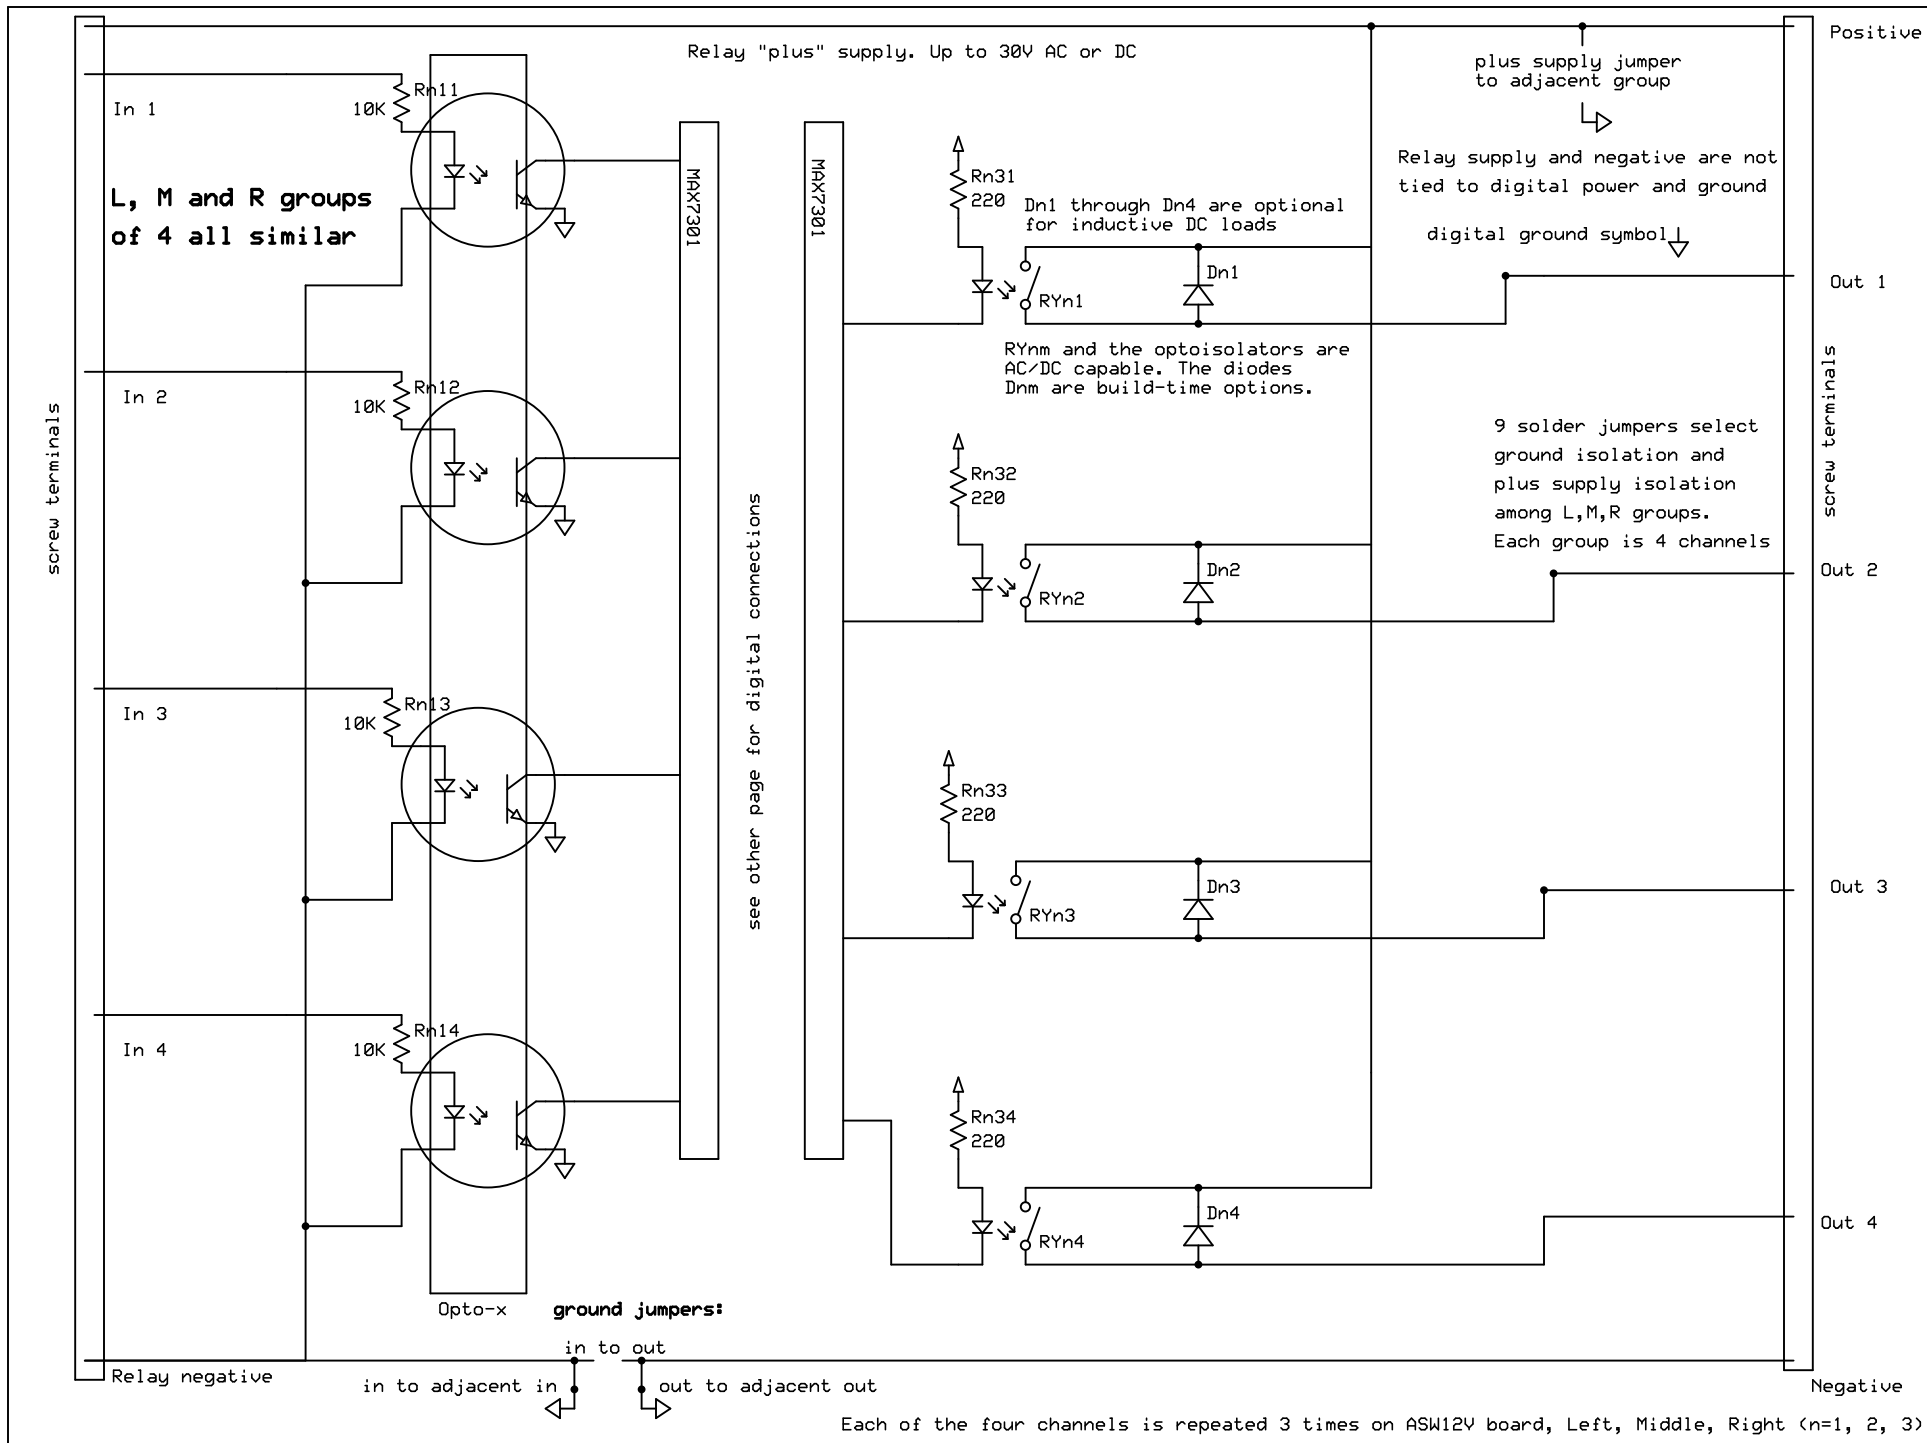 Positive
Relay "plus" supply. Up to 30V AC or DC
plus supply jumper
to adjacent group
In 1
Rn11
10K
Relay supply and negative are not
tied to digital power and ground
MAX7301
MAX7301
L, M and R groups
of 4 all similar
Rn31
220
Dn1 through Dn4 are optional
for inductive DC loads
digital ground symbol
Dn1
RYn1
Out 1
RYnm and the optoisolators are
AC/DC capable. The diodes
Dnm are build-time options.
screw terminals
screw terminals
In 2
Rn12
10K
9 solder jumpers select
ground isolation and
plus supply isolation
among L,M,R groups.
Each group is 4 channels
Rn32
220
see other page for digital connections
Dn2
RYn2
Out 2
In 3
Rn13
10K
Rn33
220
Dn3
RYn3
Out 3
In 4
Rn14
10K
Rn34
220
Dn4
RYn4
Out 4
Opto-x
ground jumpers:
in to out
Relay negative
in to adjacent in
out to adjacent out
Negative
Each of the four channels is repeated 3 times on ASW12V board, Left, Middle, Right (n=1, 2, 3)